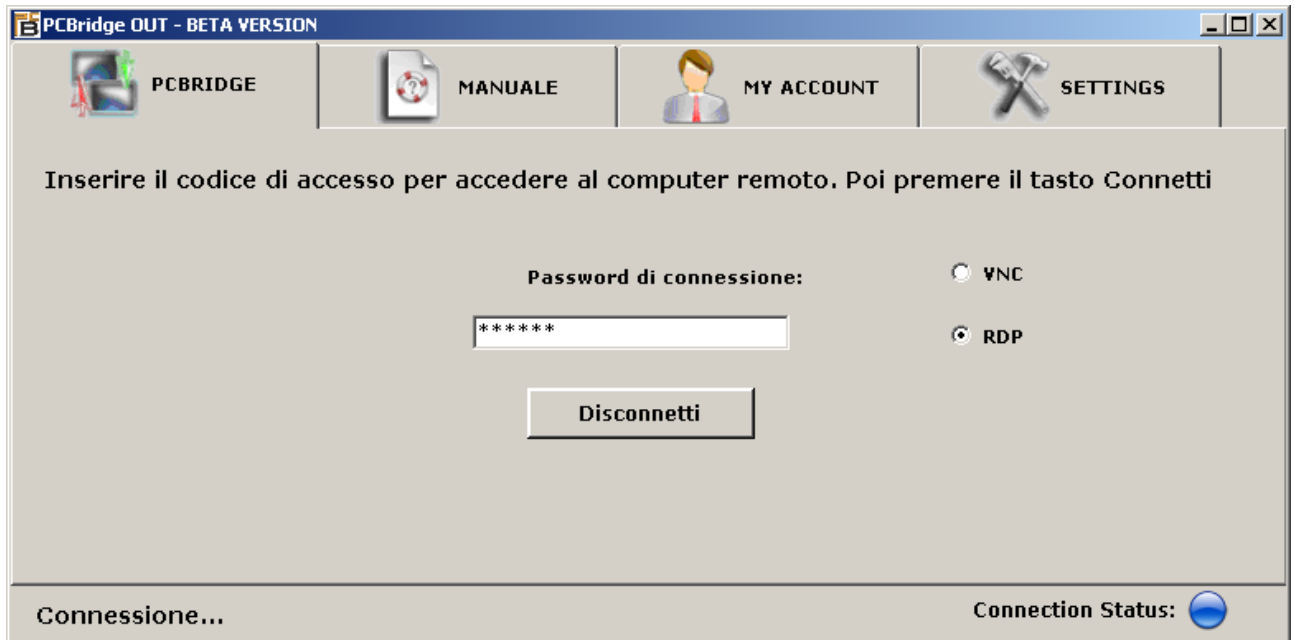 PCBridge OUT - BETA VERSION
PCBRIDGE
MANUALE
MY ACCOUNT
SETTINGS
Inserire il codice di accesso per accedere al computer remoto. Poi premere il tasto Connetti
Password di connessione:
VNC
******
RDP
Disconnetti
Connessione...
Connection Status: